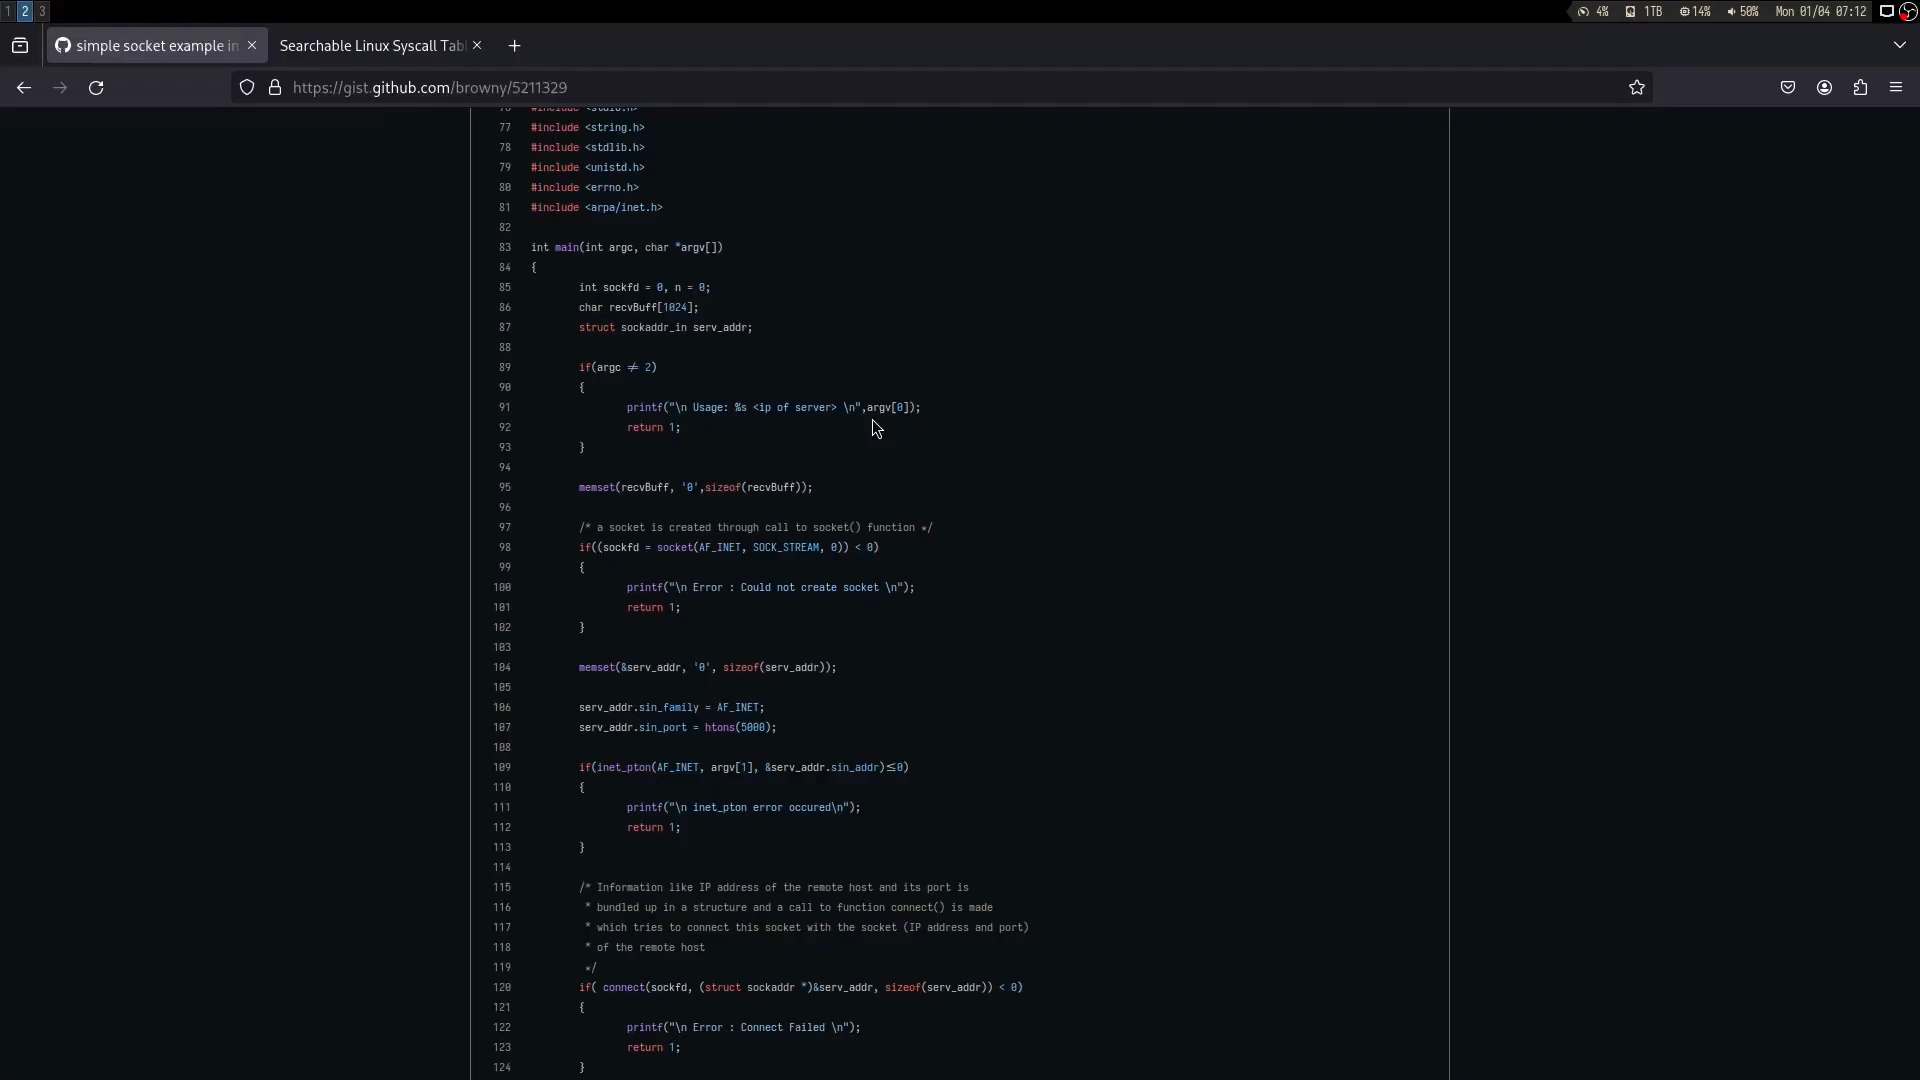 1 2 3
4% 1TB 14% 50% Mon 01/04 07:12
simple socket example in
Searchable Linux Syscall Tab
https://gist.github.com/browny/5211329
76 #include <stdio.h>
77 #include <string.h>
78 #include <stdlib.h>
79 #include <unistd.h>
80 #include <errno.h>
81 #include <arpa/inet.h>
82
83 int main(int argc, char *argv[])
84 {
85 int sockfd = 0, n = 0;
86 char recvBuff[1024];
87 struct sockaddr_in serv_addr;
88
89 if(argc ≠ 2)
90 {
91 printf("\n Usage: %s <ip of server> \n",argv[0]);
92 return 1;
93 }
94
95 memset(recvBuff, '0',sizeof(recvBuff));
96
97 /* a socket is created through call to socket() function */
98 if((sockfd = socket(AF_INET, SOCK_STREAM, 0)) < 0)
99 {
100 printf("\n Error : Could not create socket \n");
101 return 1;
102 }
103
104 memset(&serv_addr, '0', sizeof(serv_addr));
105
106 serv_addr.sin_family = AF_INET;
107 serv_addr.sin_port = htons(5000);
108
109 if(inet_pton(AF_INET, argv[1], &serv_addr.sin_addr)≤0)
110 {
111 printf("\n inet_pton error occured\n");
112 return 1;
113 }
114
115 /* Information like IP address of the remote host and its port is
116 * bundled up in a structure and a call to function connect() is made
117 * which tries to connect this socket with the socket (IP address and port)
118 * of the remote host
119 */
120 if( connect(sockfd, (struct sockaddr *)&serv_addr, sizeof(serv_addr)) < 0)
121 {
122 printf("\n Error : Connect Failed \n");
123 return 1;
124 }